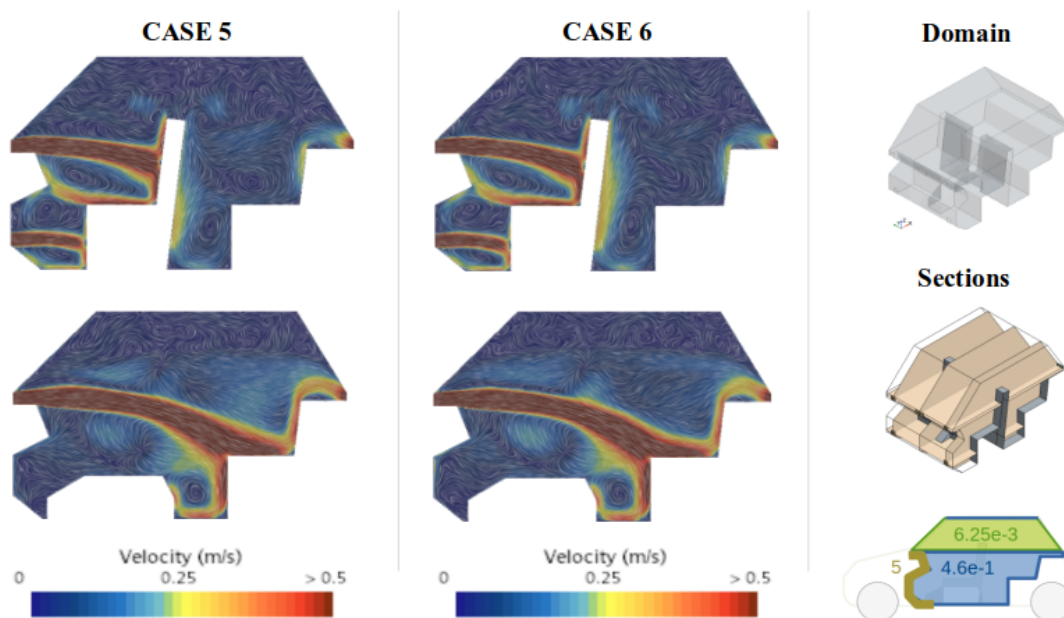 CASE 5
CASE 6
Domain
Sections
6.25e-3
5
4.6e-1
Velocity (m/s)
0
0.25
> 0.5
Velocity (m/s)
0
0.25
> 0.5